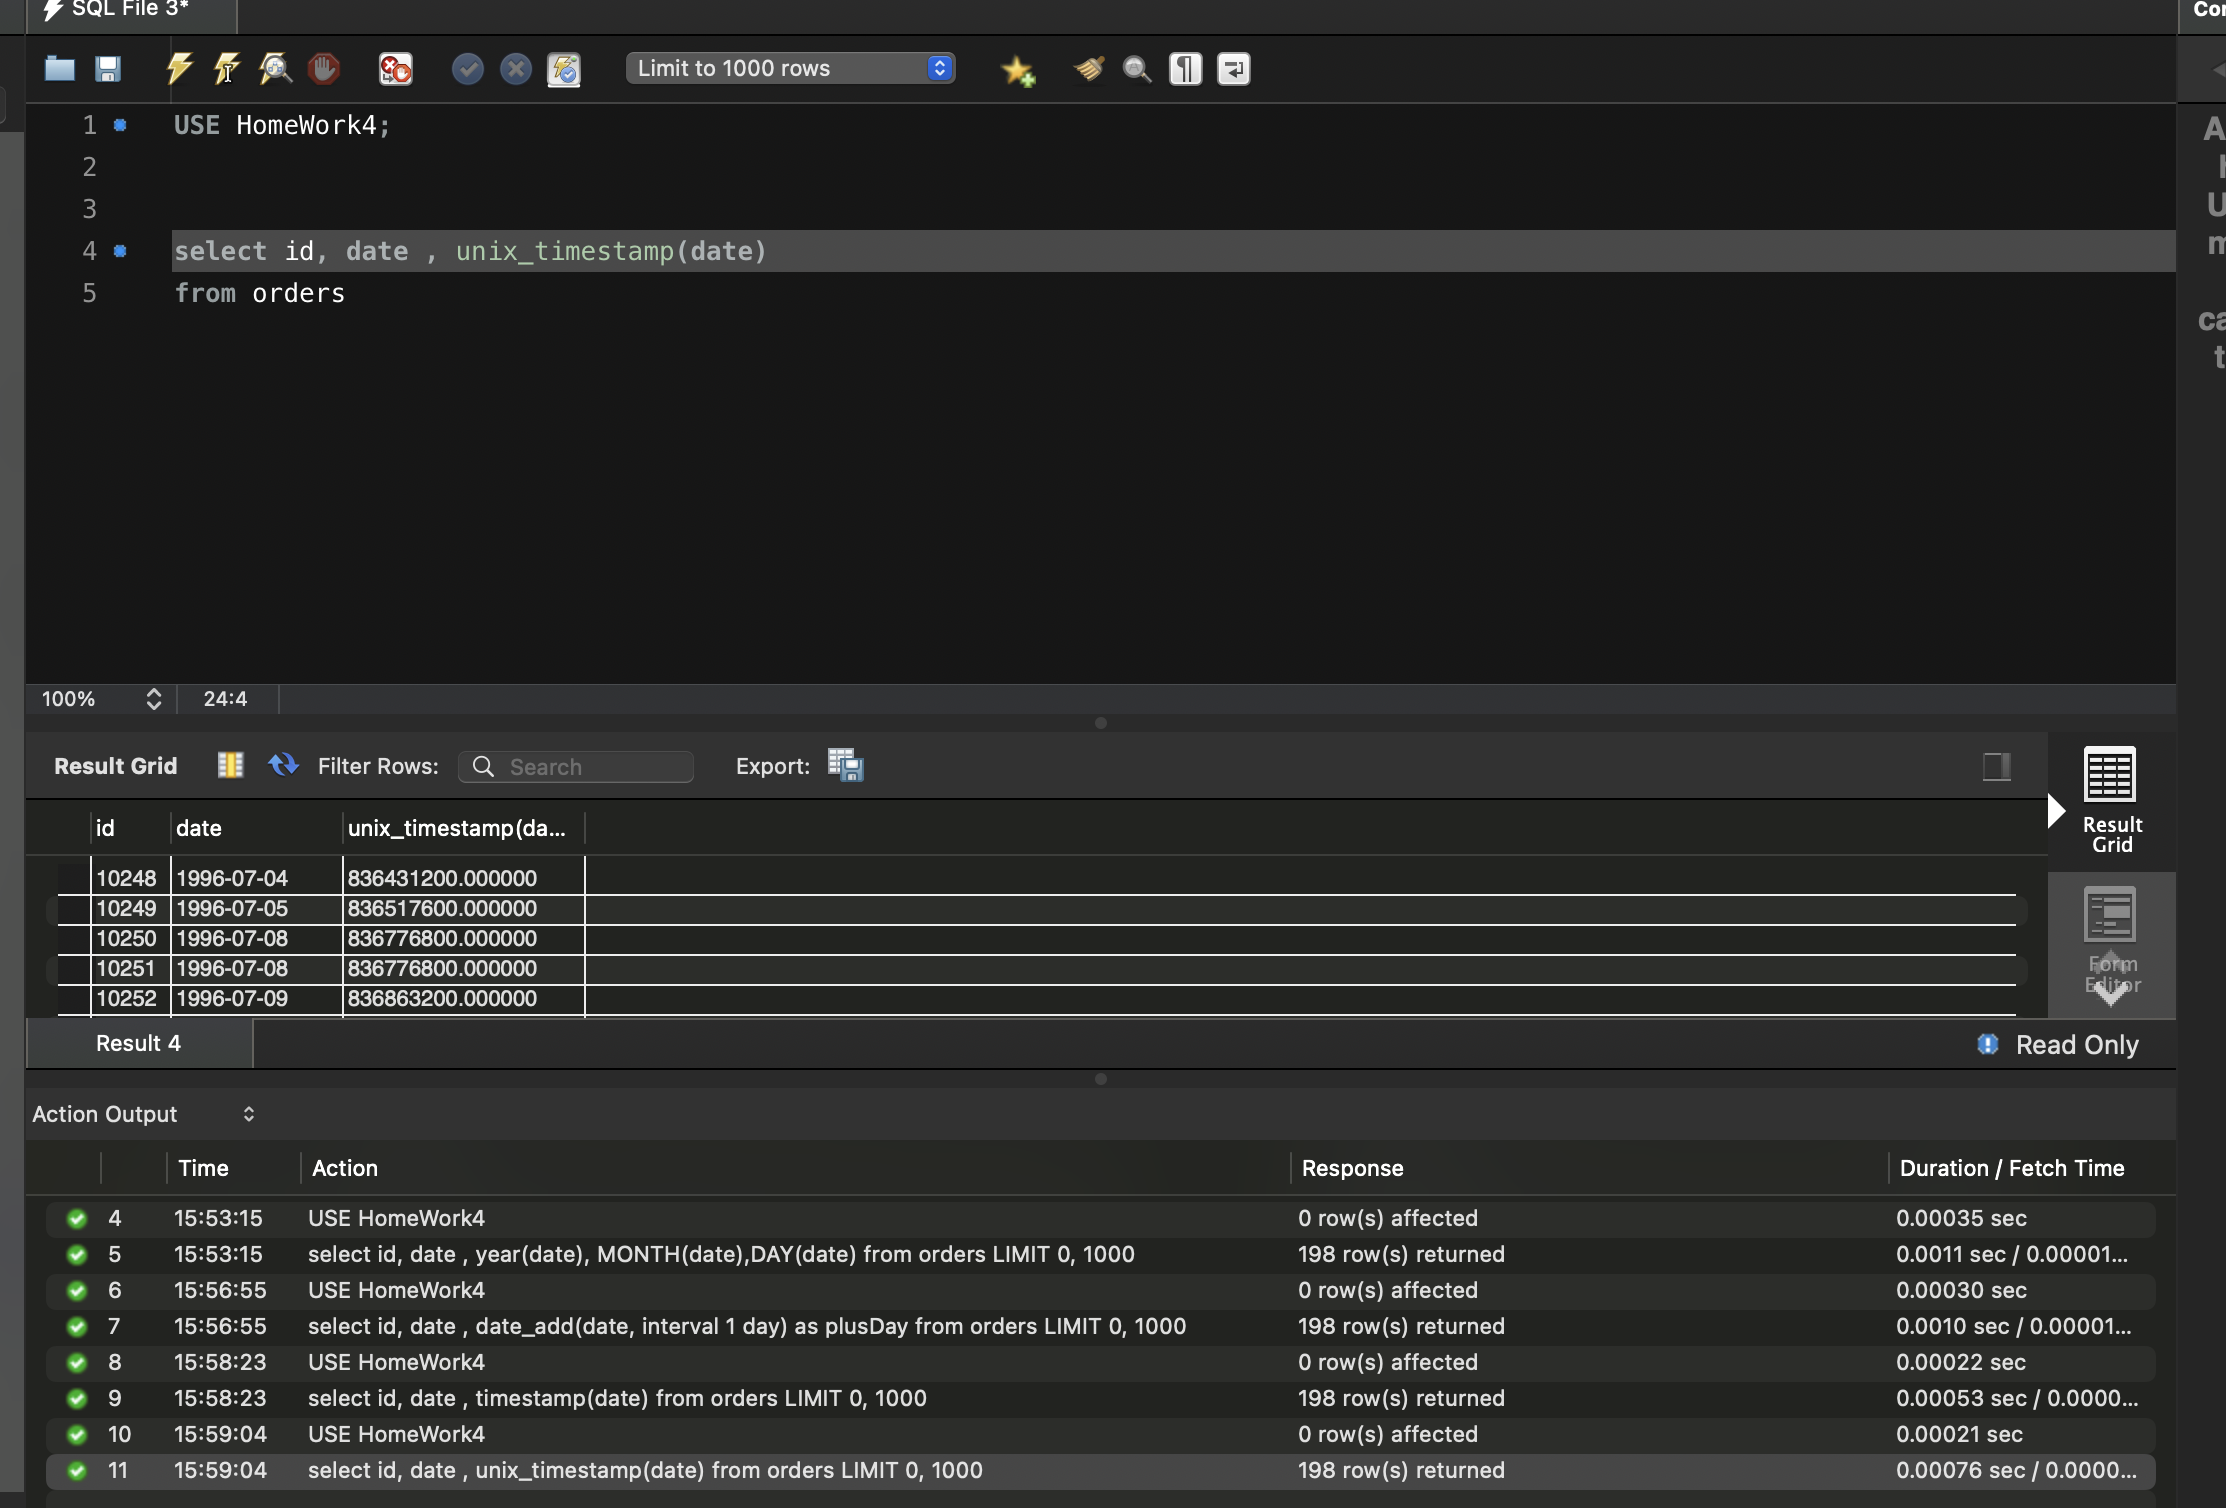 SQL File 3*
Limit to 1000 rows
1 USE HomeWork4;
2
3
4 select id, date , unix_timestamp(date)
5 from orders
100% 24:4
Result Grid Filter Rows: Search Export:
id date unix_timestamp(da...
10248 1996-07-04 836431200.000000
10249 1996-07-05 836517600.000000
10250 1996-07-08 836776800.000000
10251 1996-07-08 836776800.000000
10252 1996-07-09 836863200.000000
Result
Grid
Form
Editor
Result 4 Read Only
Action Output
Time Action Response Duration / Fetch Time
4 15:53:15 USE HomeWork4 0 row(s) affected 0.00035 sec
5 15:53:15 select id, date , year(date), MONTH(date),DAY(date) from orders LIMIT 0, 1000 198 row(s) returned 0.0011 sec / 0.00001...
6 15:56:55 USE HomeWork4 0 row(s) affected 0.00030 sec
7 15:56:55 select id, date , date_add(date, interval 1 day) as plusDay from orders LIMIT 0, 1000 198 row(s) returned 0.0010 sec / 0.00001...
8 15:58:23 USE HomeWork4 0 row(s) affected 0.00022 sec
9 15:58:23 select id, date , timestamp(date) from orders LIMIT 0, 1000 198 row(s) returned 0.00053 sec / 0.0000...
10 15:59:04 USE HomeWork4 0 row(s) affected 0.00021 sec
11 15:59:04 select id, date , unix_timestamp(date) from orders LIMIT 0, 1000 198 row(s) returned 0.00076 sec / 0.0000...